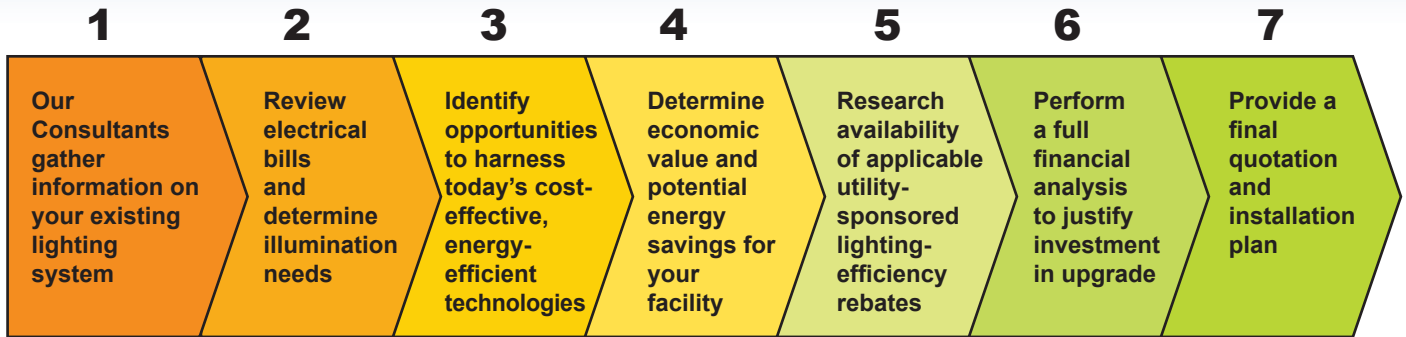 1 2 3 4 5 6 7
Our
Consultants
gather
information on
your existing
lighting
system
Review
electrical
bills
and
determine
illumination
needs
Identify
opportunities
to harness
today's cost-
effective,
energy-
efficient
technologies
Determine
economic
value and
potential
energy
savings for
your
facility
Research
availability
of applicable
utility-
sponsored
lighting-
efficiency
rebates
Perform
a full
financial
analysis
to justify
investment
in upgrade
Provide a
final
quotation
and
installation
plan